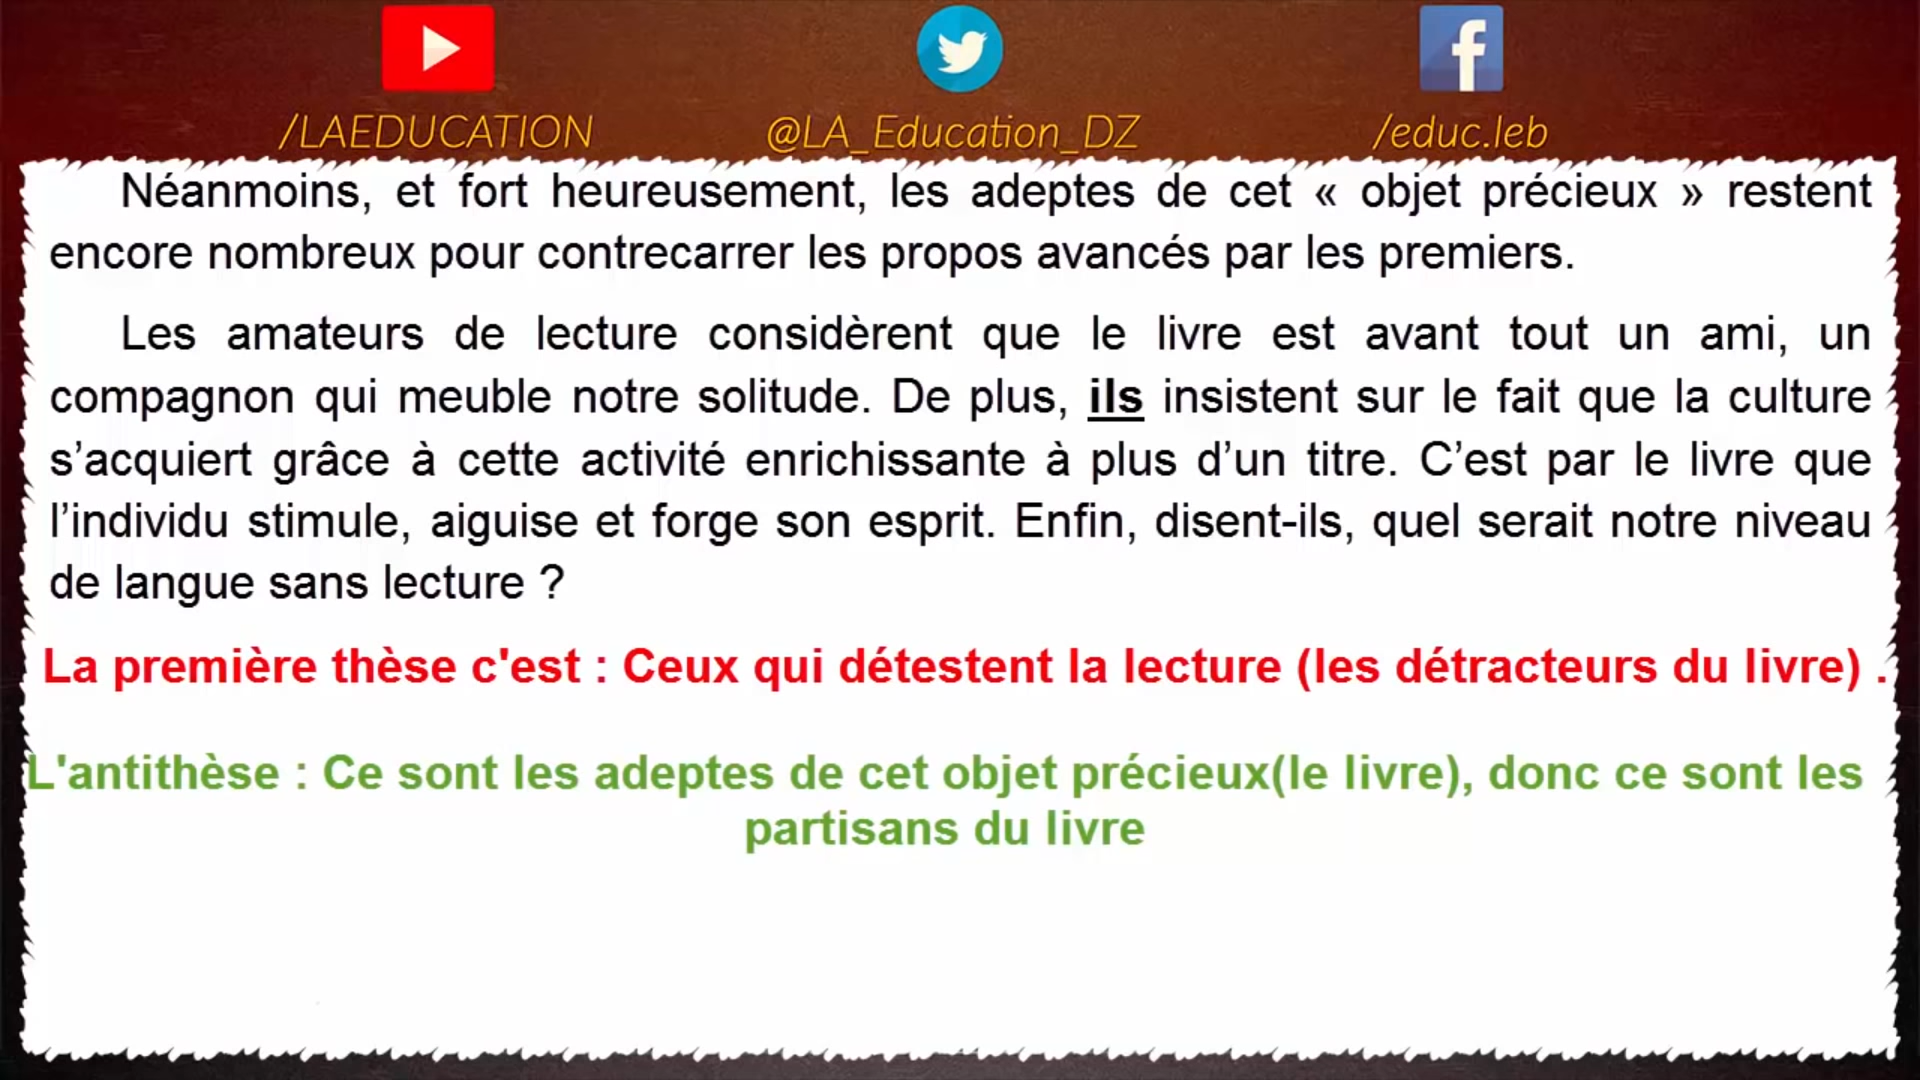 /LAEDUCATION
@LA_Education_DZ
/educ.leb
Néanmoins, et fort heureusement, les adeptes de cet « objet précieux » restent
encore nombreux pour contrecarrer les propos avancés par les premiers.
Les amateurs de lecture considèrent que le livre est avant tout un ami, un
compagnon qui meuble notre solitude. De plus, ils insistent sur le fait que la culture
s’acquiert grâce à cette activité enrichissante à plus d’un titre. C’est par le livre que
l’individu stimule, aiguise et forge son esprit. Enfin, disent-ils, quel serait notre niveau
de langue sans lecture ?
La première thèse c'est : Ceux qui détestent la lecture (les détracteurs du livre) .
L'antithèse : Ce sont les adeptes de cet objet précieux(le livre), donc ce sont les
partisans du livre